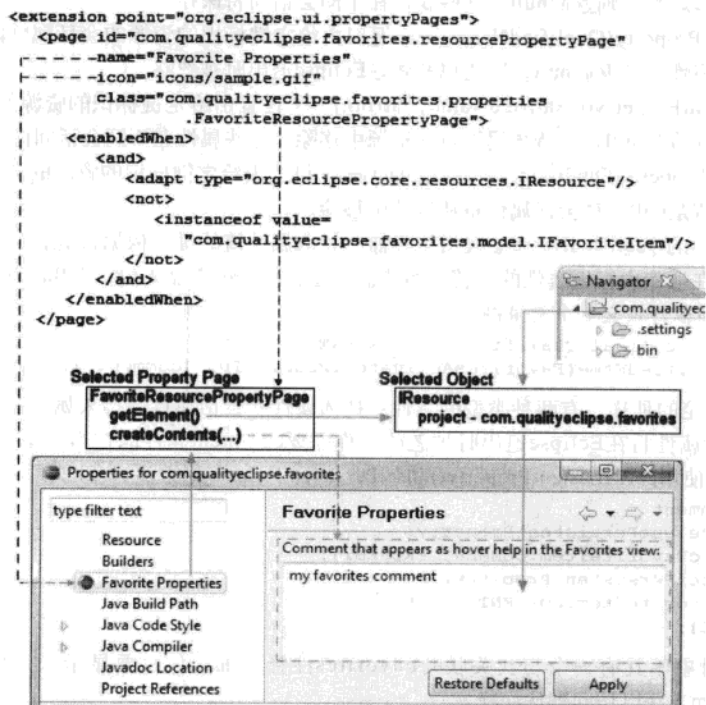 <extension point="org.eclipse.ui.propertyPages">
<page id="com.qualityeclipse.favorites.resourcePropertyPage"
name="Favorite Properties"
icon="icons/sample.gif"
class="com.qualityeclipse.favorites.properties
.FavoriteResourcePropertyPage">
<enabledWhen>
<and>
<adapt type="org.eclipse.core.resources.IResource"/>
<not>
<instanceof value=
"com.qualityeclipse.favorites.model.IFavoriteItem"/>
</not>
</and>
</enabledWhen>
</page>
Navigator
com.qualityec
.settings
bin
Selected Property Page
FavoriteResourcePropertyPage
getElement()
createContents(...)
Selected Object
IResource
project - com.qualityeclipse.favorites
Properties for com.qualityeclipse.favorites
type filter text
Resource
Builders
Favorite Properties
Java Build Path
Java Code Style
Java Compiler
Javadoc Location
Project References
Favorite Properties
Comment that appears as hover help in the Favorites view:
my favorites comment
Restore Defaults
Apply